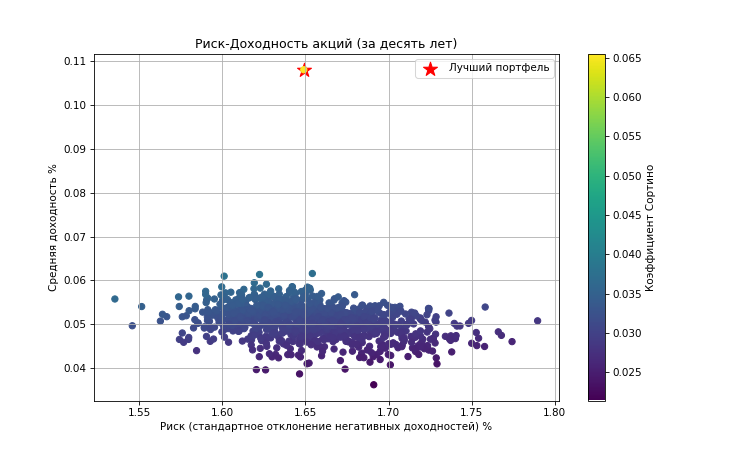 Риск-Доходность акций (за десять лет)
Лучший портфель
0.11
0.10
0.09
0.08
0.07
0.06
0.05
0.04
Средняя доходность %
1.55 1.60 1.65 1.70 1.75 1.80
Риск (стандартное отклонение негативных доходностей) %
0.065
0.060
0.055
0.050
0.045
0.040
0.035
0.030
0.025
Коэффициент Сортино